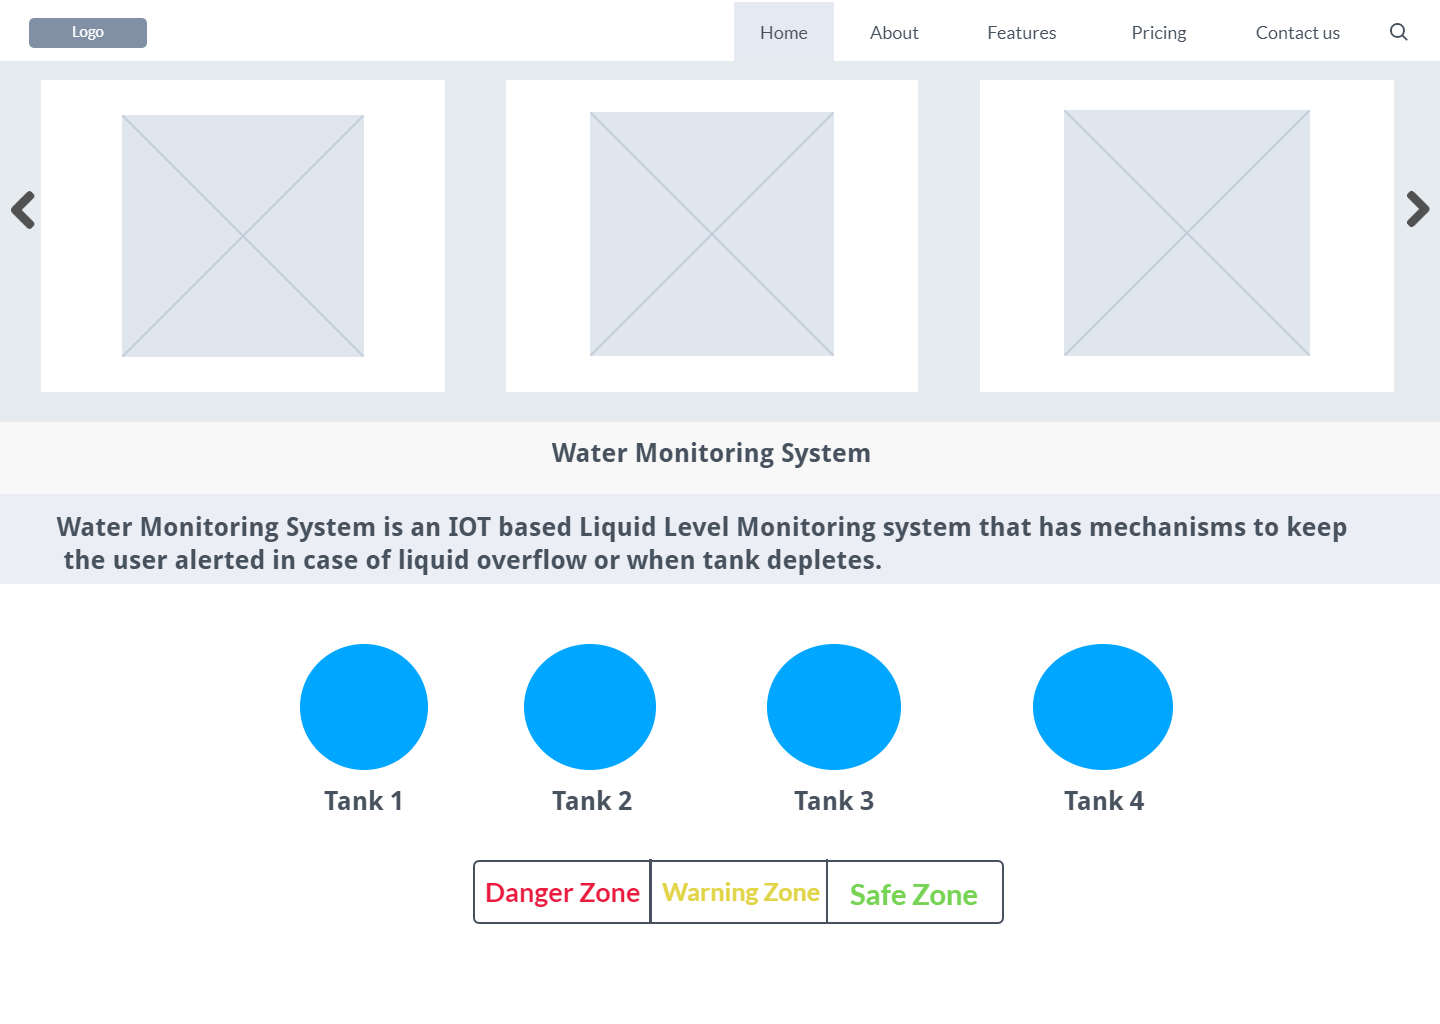 Logo
Home
About
Features
Pricing
Contact us
Water Monitoring System
Water Monitoring System is an IOT based Liquid Level Monitoring system that has mechanisms to keep
the user alerted in case of liquid overflow or when tank depletes.
Tank 1
Tank 2
Tank 3
Tank 4
Danger Zone
Warning Zone
Safe Zone